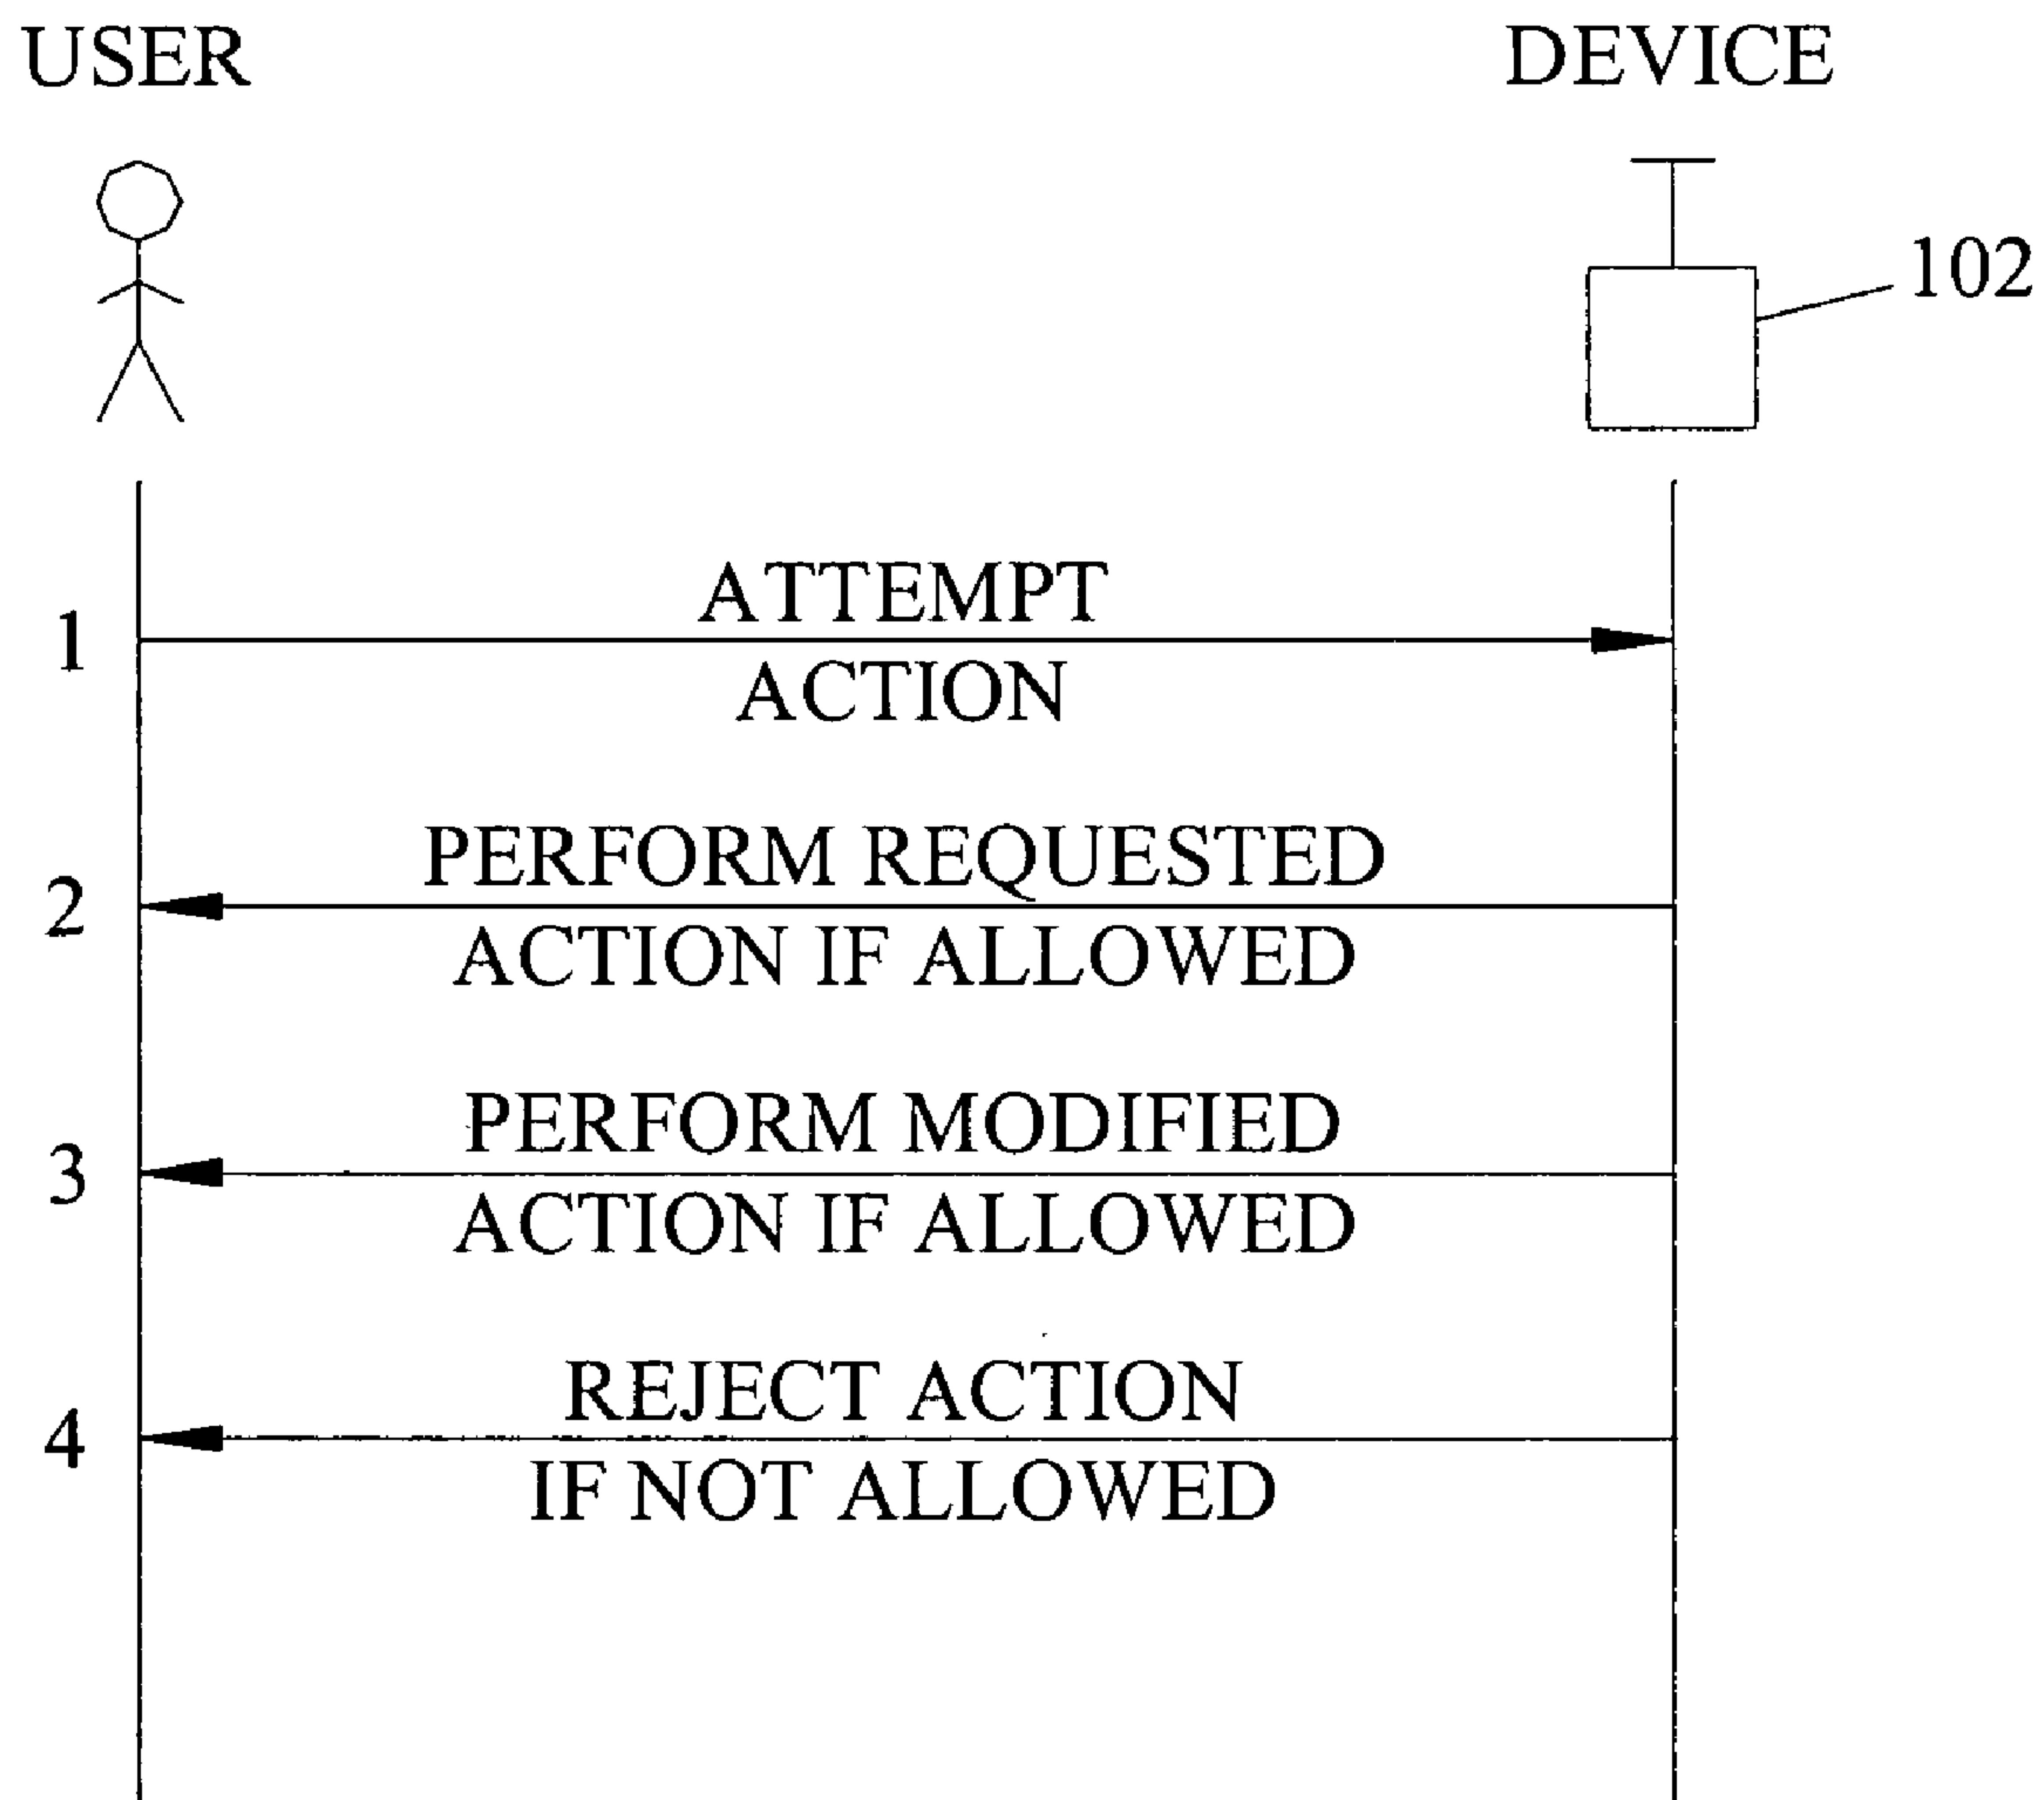 USER
DEVICE
102
1
ATTEMPT
ACTION
2
PERFORM REQUESTED
ACTION IF ALLOWED
3
PERFORM MODIFIED
ACTION IF ALLOWED
4
REJECT ACTION
IF NOT ALLOWED